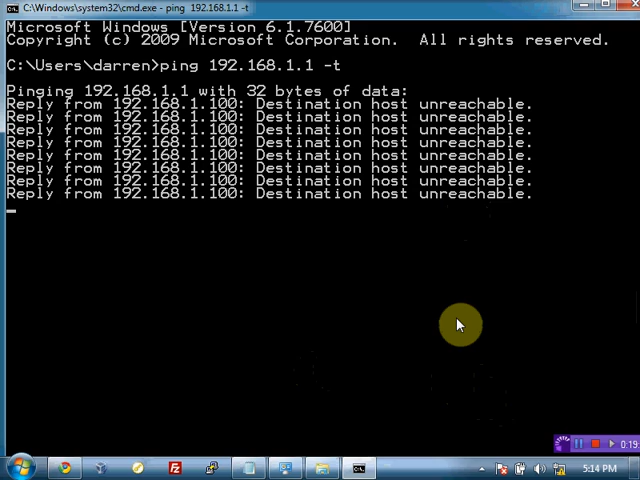 C:\Windows\system32\cmd.exe - ping 192.168.1.1 -t
Microsoft Windows [Version 6.1.7600]
Copyright (c) 2009 Microsoft Corporation.  All rights reserved.
C:\Users\darren>ping 192.168.1.1 -t
Pinging 192.168.1.1 with 32 bytes of data:
Reply from 192.168.1.100: Destination host unreachable.
Reply from 192.168.1.100: Destination host unreachable.
Reply from 192.168.1.100: Destination host unreachable.
Reply from 192.168.1.100: Destination host unreachable.
Reply from 192.168.1.100: Destination host unreachable.
Reply from 192.168.1.100: Destination host unreachable.
Reply from 192.168.1.100: Destination host unreachable.
Reply from 192.168.1.100: Destination host unreachable.
0:19
5:14 PM